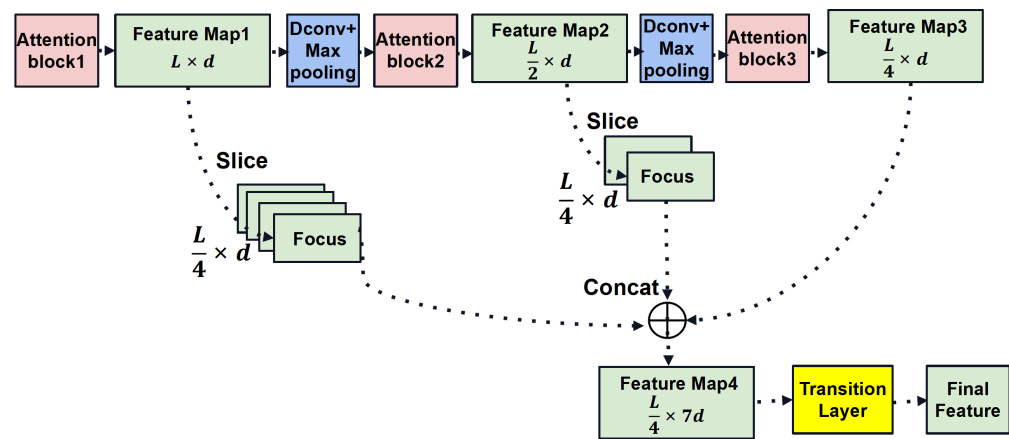 Attention
block1
Feature Map1
L × d
Dconv+
Max
pooling
Attention
block2
Feature Map2
L/2 × d
Dconv+
Max
pooling
Attention
block3
Feature Map3
L/4 × d
Slice
Focus
L/4 × d
Slice
Focus
L/4 × d
Concat
Feature Map4
L/4 × 7d
Transition
Layer
Final
Feature